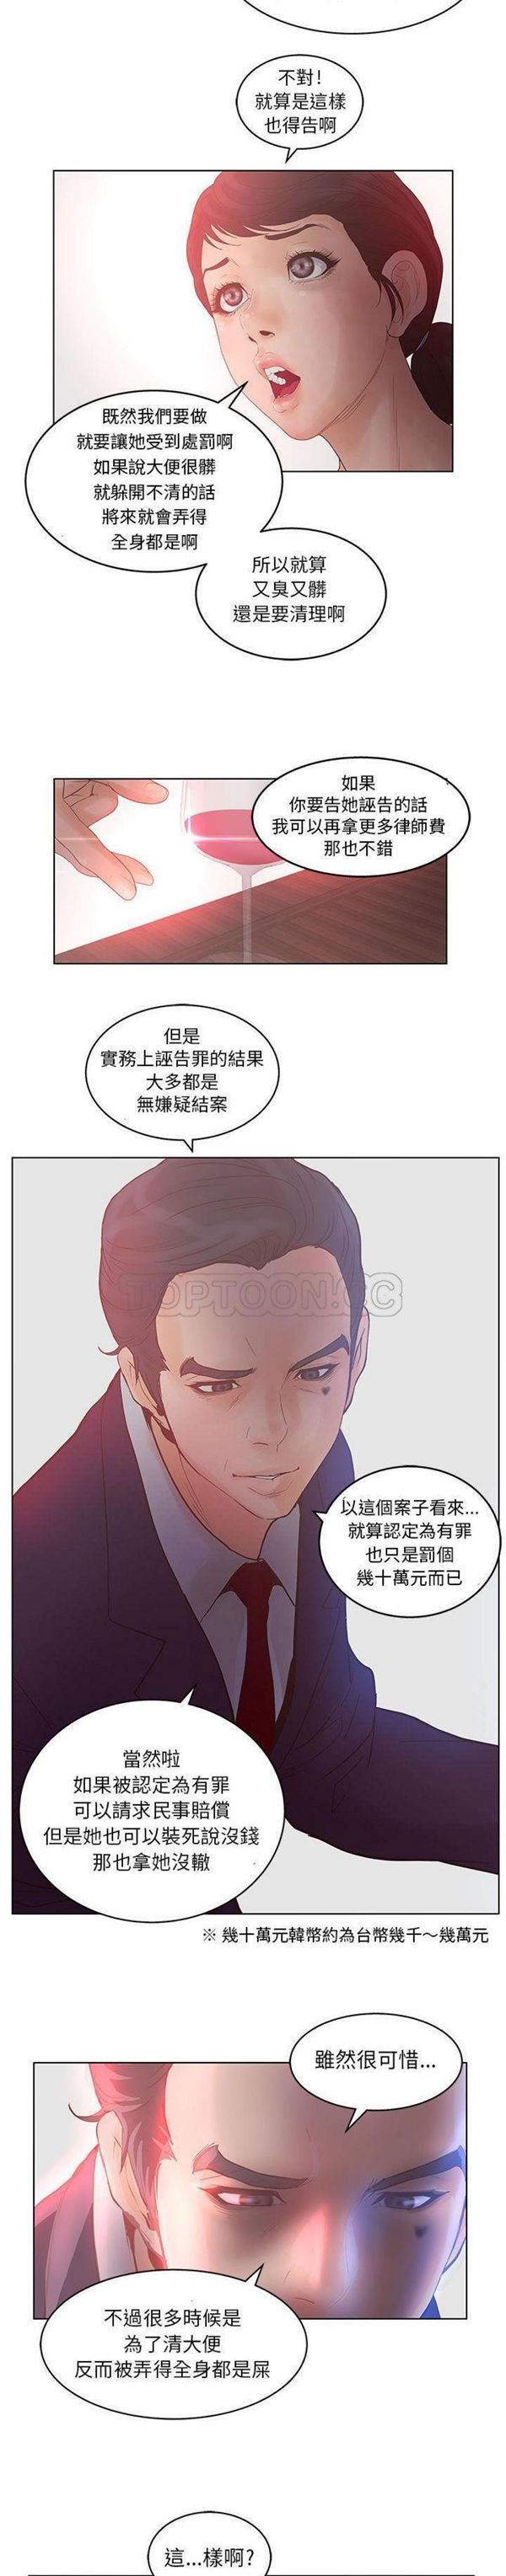 不對!
就算是這樣
也得告啊
既然我們要做
就要讓她受到處罰啊
如果說大便很髒
就躲開不清的話
將來就會弄得
全身都是啊
所以就算
又臭又髒
還是要清理啊
如果
你要告她誣告的話
我可以再拿更多律師費
那也不錯
但是
實務上誣告罪的結果
大多都是
無嫌疑結案
TOPTOON.CC
以這個案子看來...
就算認定為有罪
也只是罰個
幾十萬元而已
當然啦
如果被認定為有罪
可以請求民事賠償
但是她也可以裝死說沒錢
那也拿她沒轍
※ 幾十萬元韓幣約為台幣幾千～幾萬元
雖然很可惜...
不過很多時候是
為了清大便
反而被弄得全身都是屎
這...樣啊?